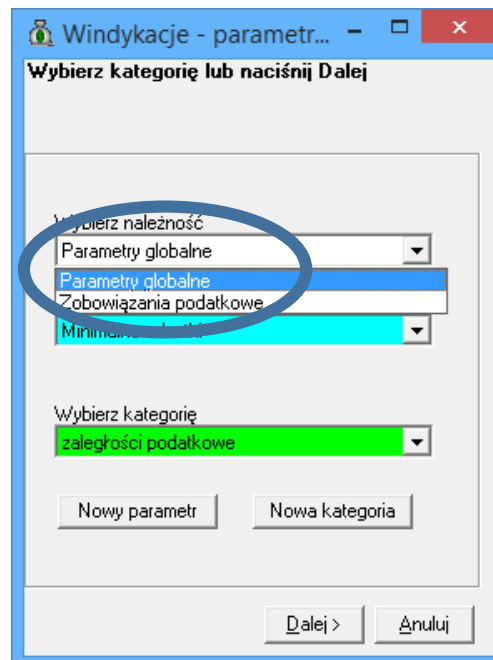 Windykacje - parametr...
Wybierz kategorię lub naciśnij Dalej
Wybierz należność
Parametry globalne
Parametry globalne
Zobowiązania podatkowe
Wybierz kategorię
zaległości podatkowe
Nowy parametr
Nowa kategoria
Dalej >
Anuluj